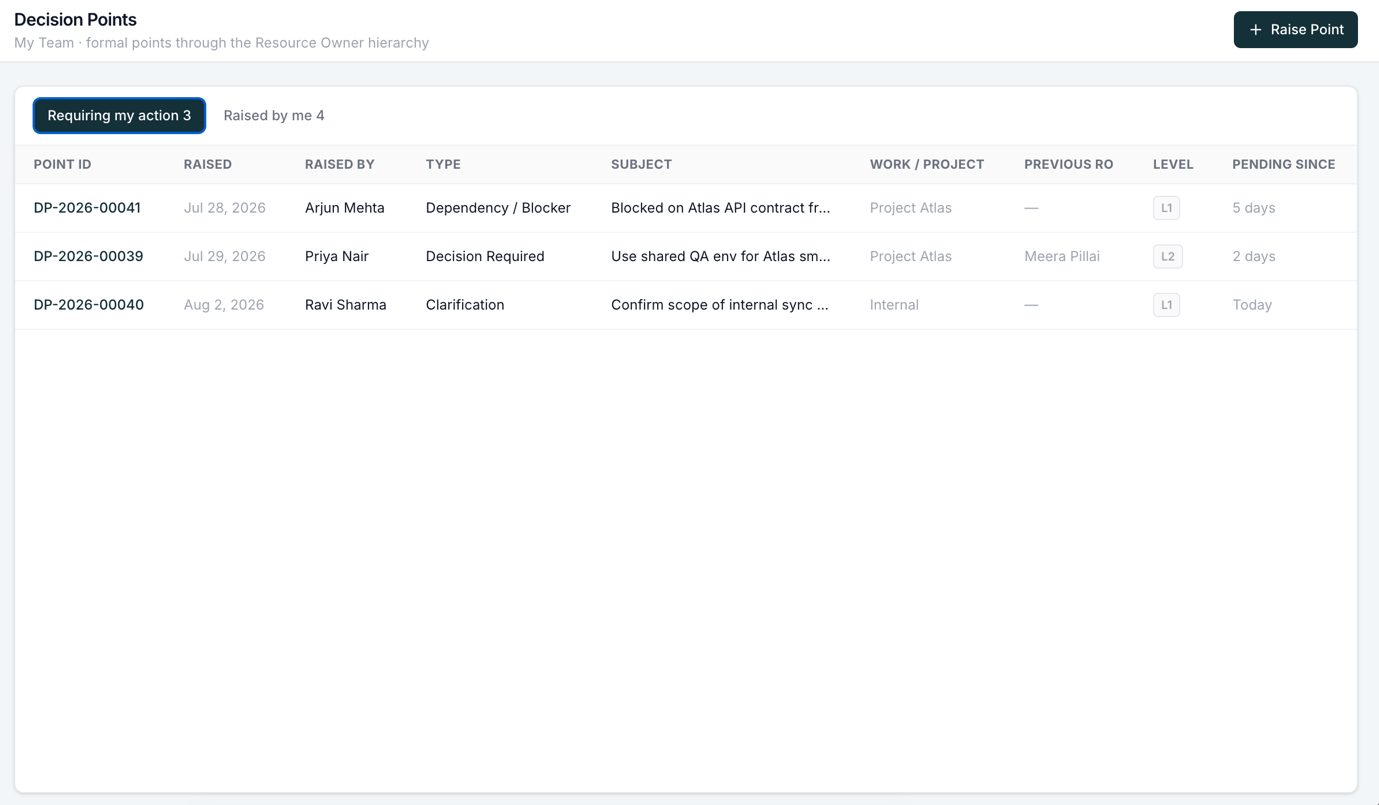 Decision Points
My Team · formal points through the Resource Owner hierarchy
+ Raise Point
Requiring my action 3 Raised by me 4
POINT ID RAISED RAISED BY TYPE SUBJECT WORK / PROJECT PREVIOUS RO LEVEL PENDING SINCE
DP-2026-00041 Jul 28, 2026 Arjun Mehta Dependency / Blocker Blocked on Atlas API contract fr... Project Atlas — L1 5 days
DP-2026-00039 Jul 29, 2026 Priya Nair Decision Required Use shared QA env for Atlas sm... Project Atlas Meera Pillai L2 2 days
DP-2026-00040 Aug 2, 2026 Ravi Sharma Clarification Confirm scope of internal sync ... Internal — L1 Today